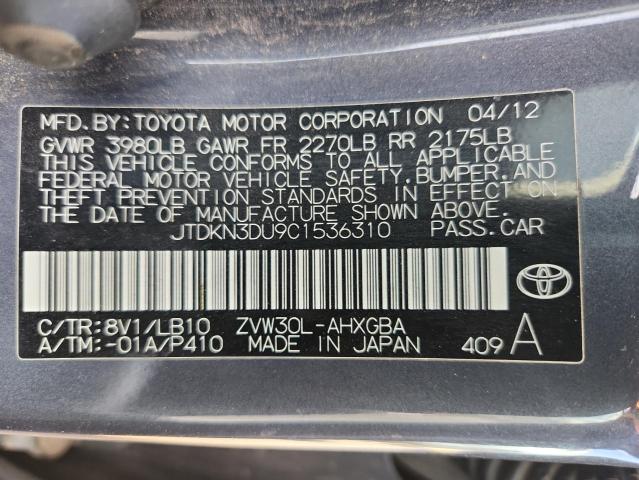 MFD.BY:TOYOTA MOTOR CORPORATION 04/12
GVWR 3980LB GAWR FR 2270LB RR 2175LB
THIS VEHICLE CONFORMS TO ALL APPLICABLE
FEDERAL MOTOR VEHICLE SAFETY,BUMPER,AND
THEFT PREVENTION STANDARDS IN EFFECT ON
THE DATE OF MANUFACTURE SHOWN ABOVE.
JTDKN3DU9C1536310 PASS.CAR
C/TR:8V1/LB10 ZVW30L-AHXGBA
A/TM:-01A/P410 MADE IN JAPAN 409 A
TOYOTA